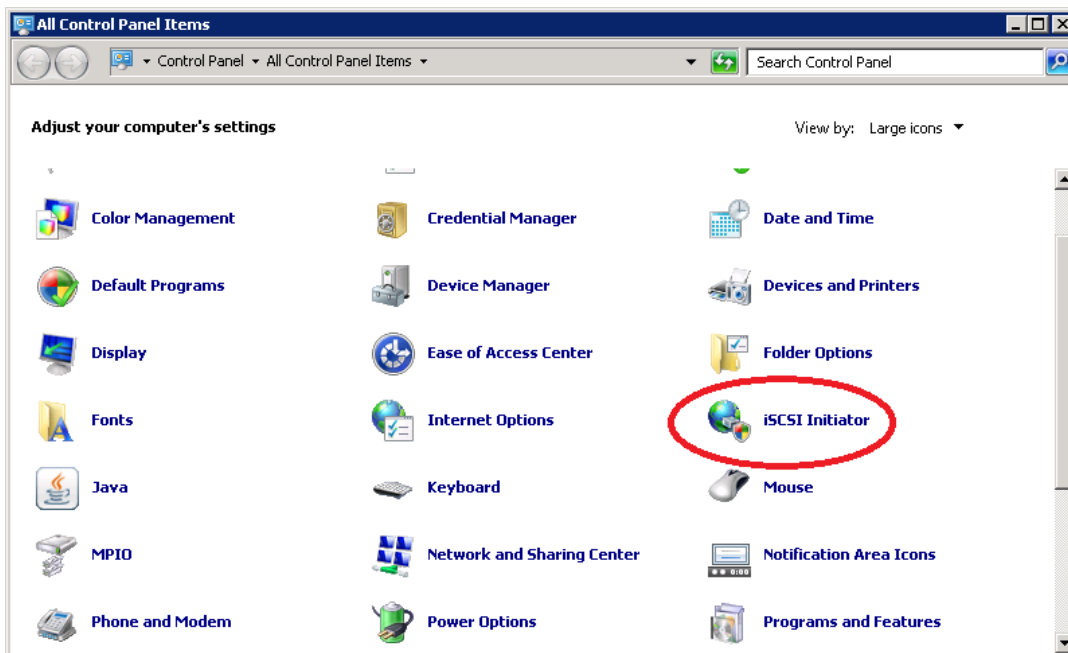 All Control Panel Items
Control Panel All Control Panel Items Search Control Panel
Adjust your computer's settings View by: Large icons
Color Management Credential Manager Date and Time
Default Programs Device Manager Devices and Printers
Display Ease of Access Center Folder Options
Fonts Internet Options iSCSI Initiator
Java Keyboard Mouse
MPIO Network and Sharing Center Notification Area Icons
Phone and Modem Power Options Programs and Features